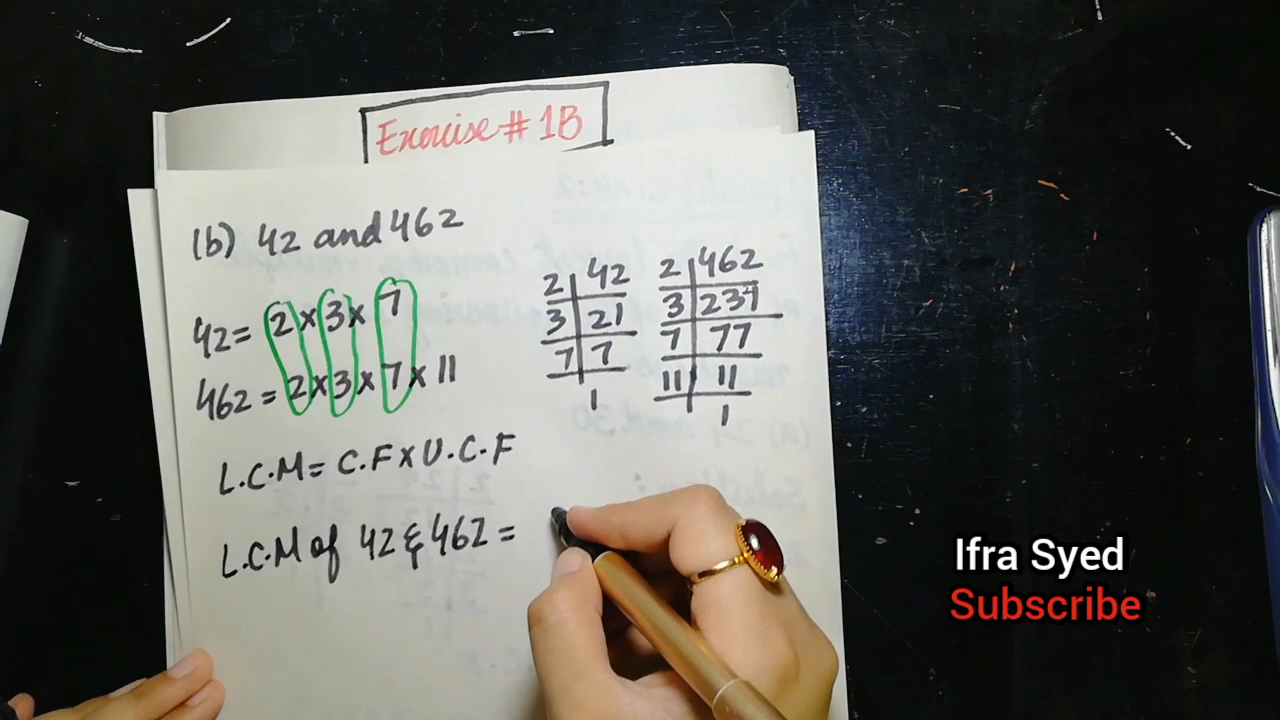 Exercise # 1B
(b) 42 and 462
42 = 2 x 3 x 7
462 = 2 x 3 x 7 x 11
L.C.M = C.F x U.C.F
L.C.M of 42 & 462 =
2 | 42
3 | 21
7 | 7
1
2 | 462
3 | 231
7 | 77
11 | 11
1
Ifra Syed
Subscribe